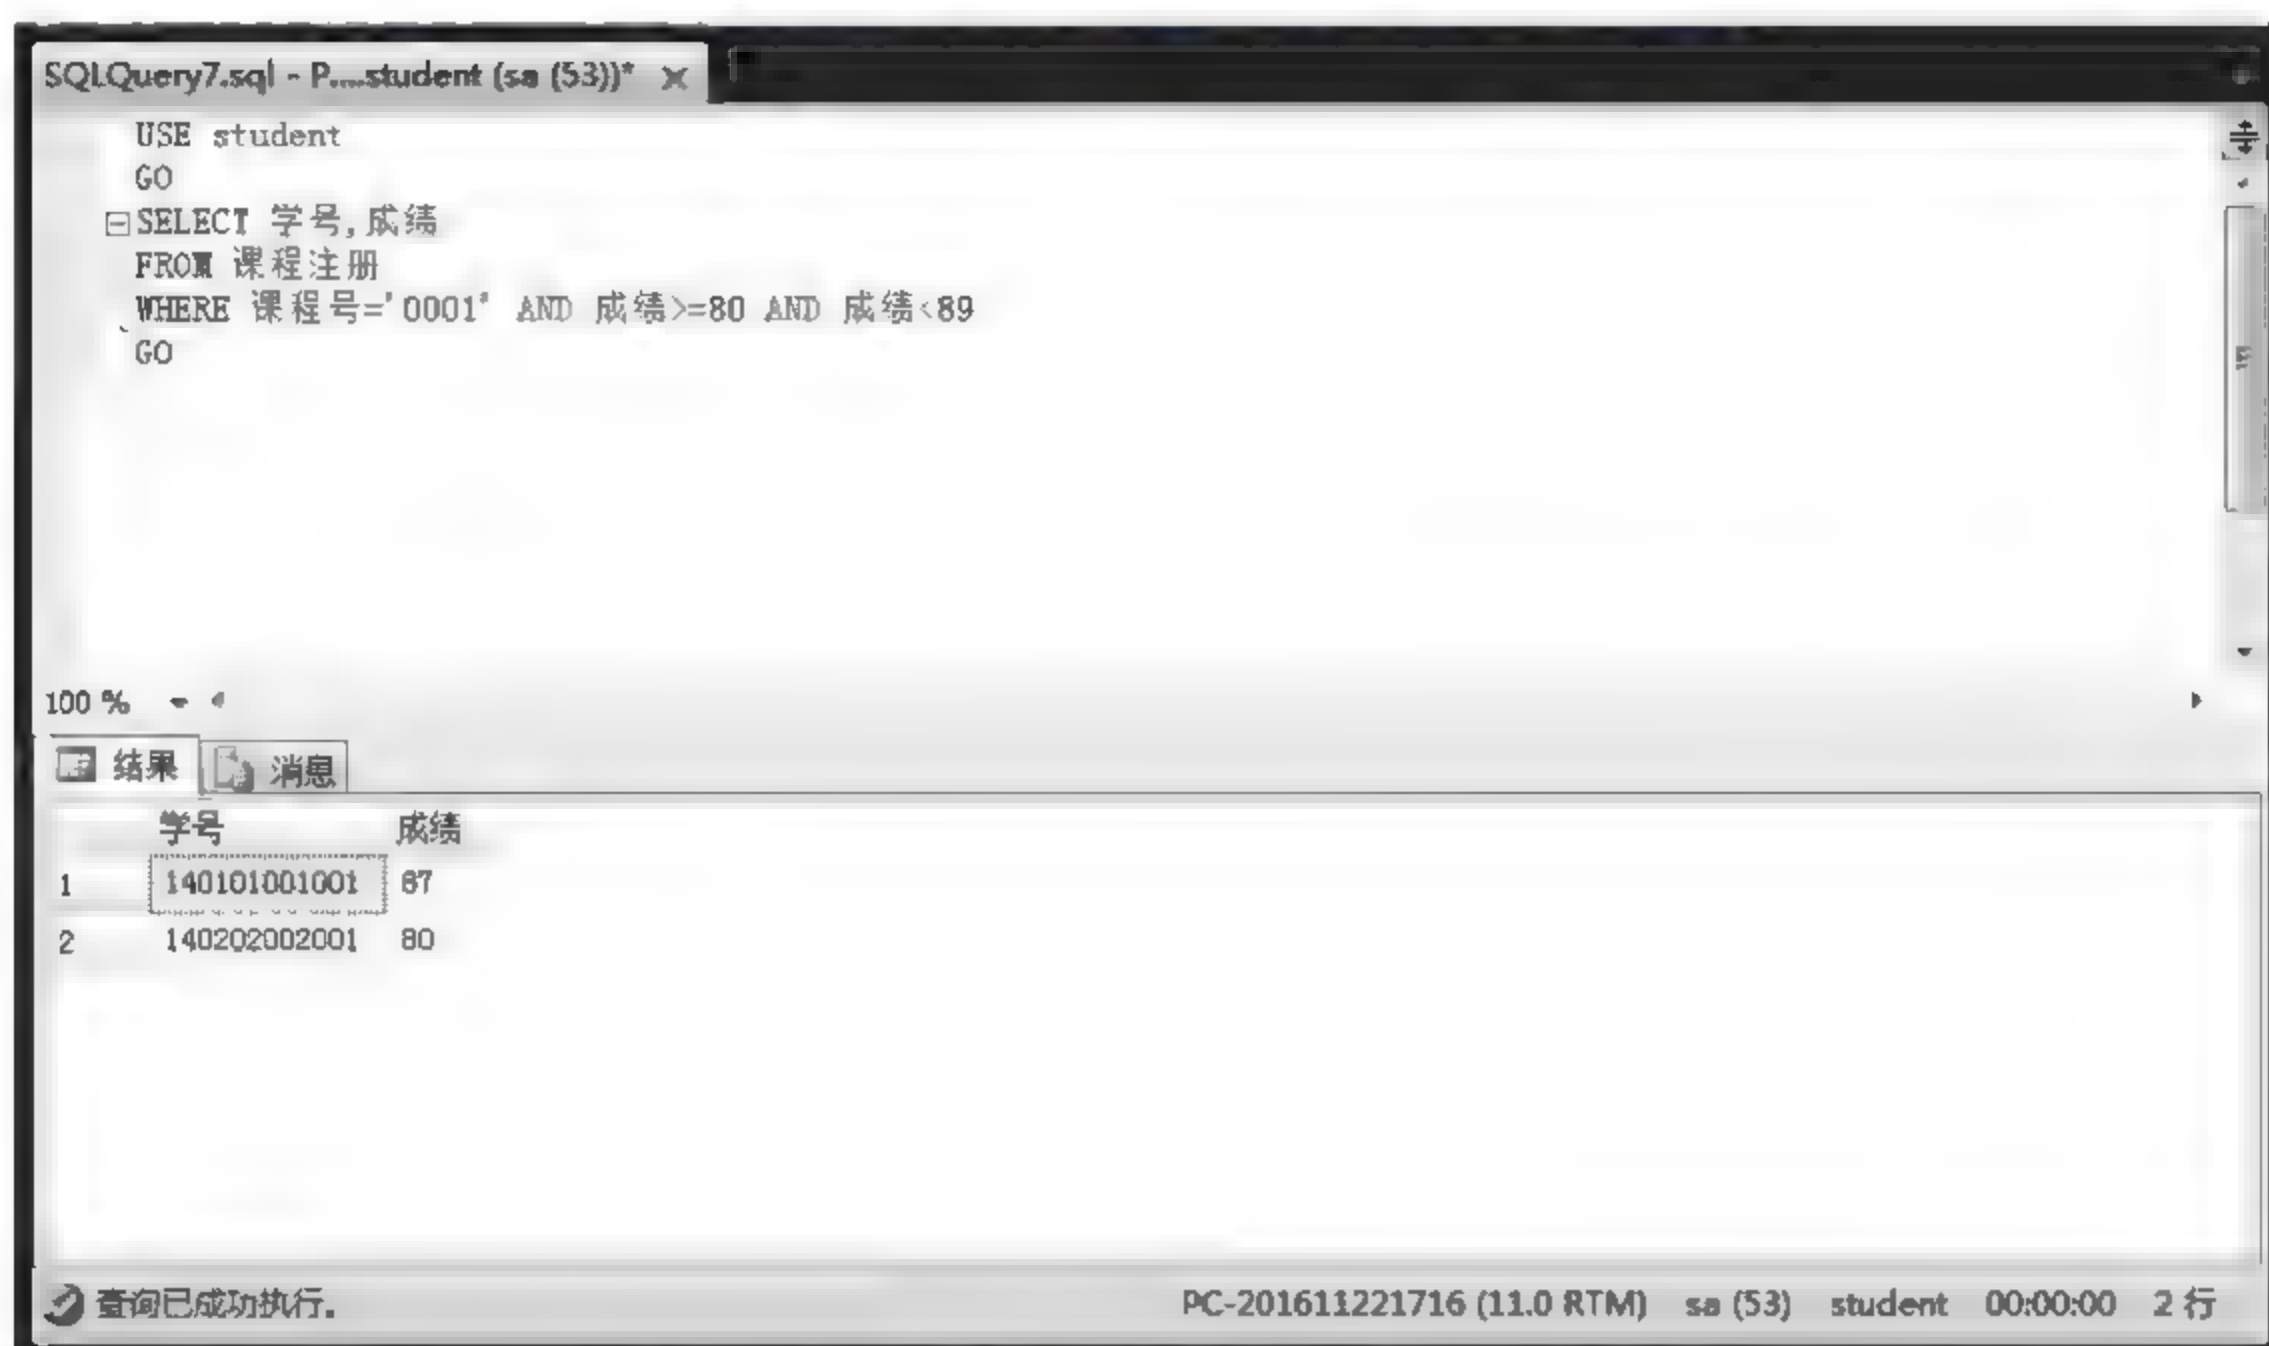 SQLQuery7.sql - P....student (sa (53))*
USE student
GO
SELECT 学号,成绩
FROM 课程注册
WHERE 课程号='0001' AND 成绩>=80 AND 成绩<89
GO
100 %
结果 消息
学号 成绩
1 140101001001 87
2 140202002001 80
查询已成功执行。 PC-201611221716 (11.0 RTM) sa (53) student 00:00:00 2 行